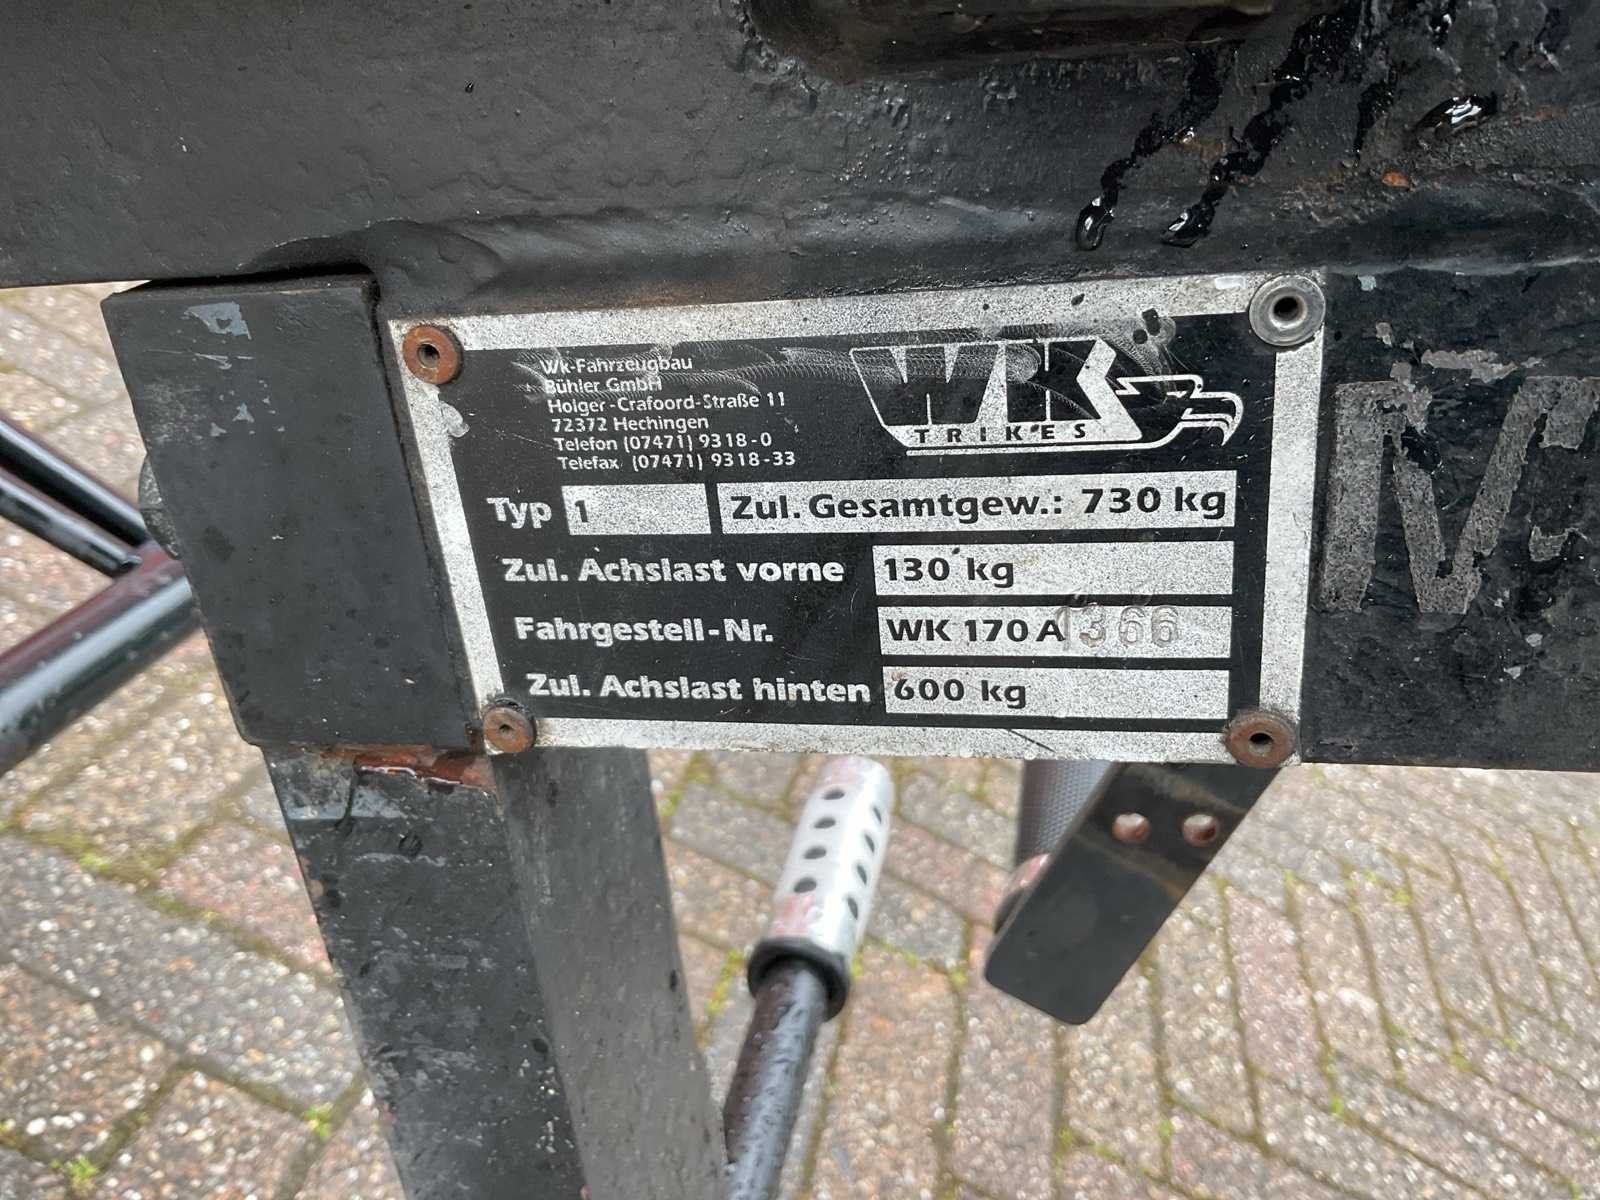 Wk-Fahrzeugbau
Bühler GmbH
Holger-Crafoord-Straße 11
72372 Hechingen
Telefon (07471) 9318-0
Telefax (07471) 9318-33
WK
TRIKES
Typ 1 Zul. Gesamtgew.: 730 kg
Zul. Achslast vorne 130 kg
Fahrgestell-Nr. WK 170 A 1366
Zul. Achslast hinten 600 kg